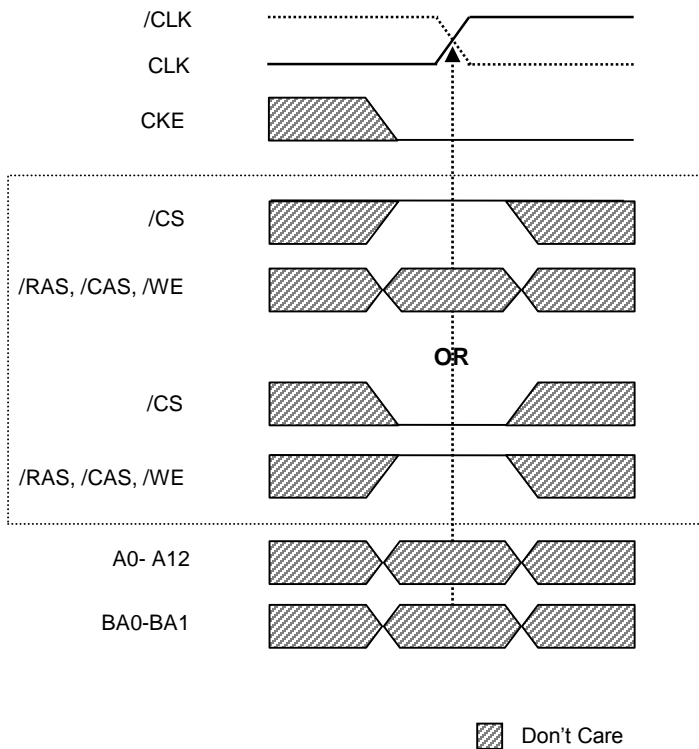 /CLK
CLK
CKE
/CS
/RAS, /CAS, /WE
OR
/CS
/RAS, /CAS, /WE
A0- A12
BA0-BA1
Don't Care